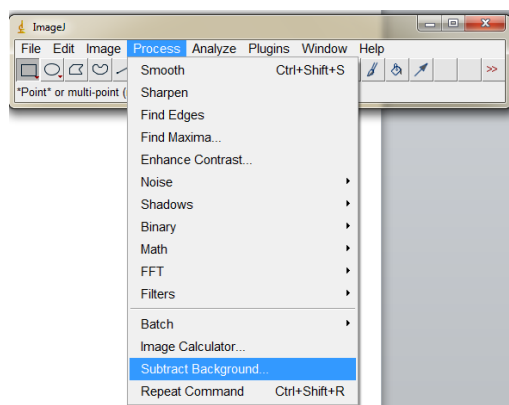 ImageJ
File Edit Image Process Analyze Plugins Window Help
>>
*Point* or multi-point (
Smooth Ctrl+Shift+S
Sharpen
Find Edges
Find Maxima...
Enhance Contrast...
Noise
Shadows
Binary
Math
FFT
Filters
Batch
Image Calculator...
Subtract Background...
Repeat Command Ctrl+Shift+R